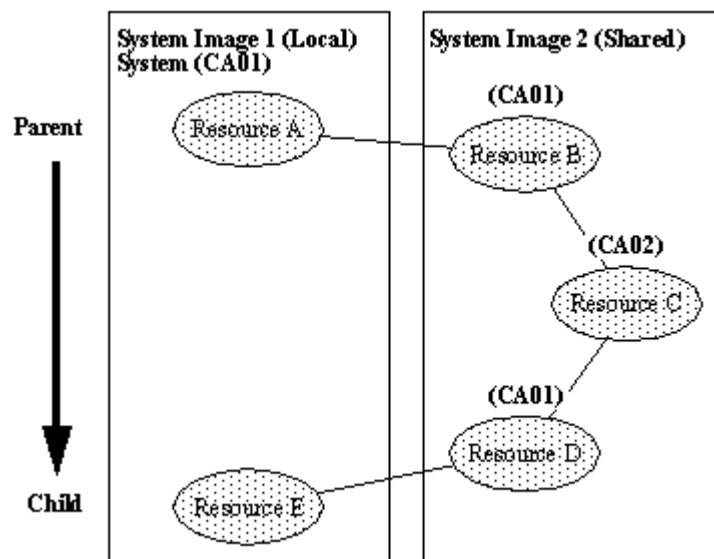 System Image 1 (Local)
System (CA01)
System Image 2 (Shared)
(CA01)
Parent
Resource A
Resource B
(CA02)
Resource C
(CA01)
Resource D
Child
Resource E